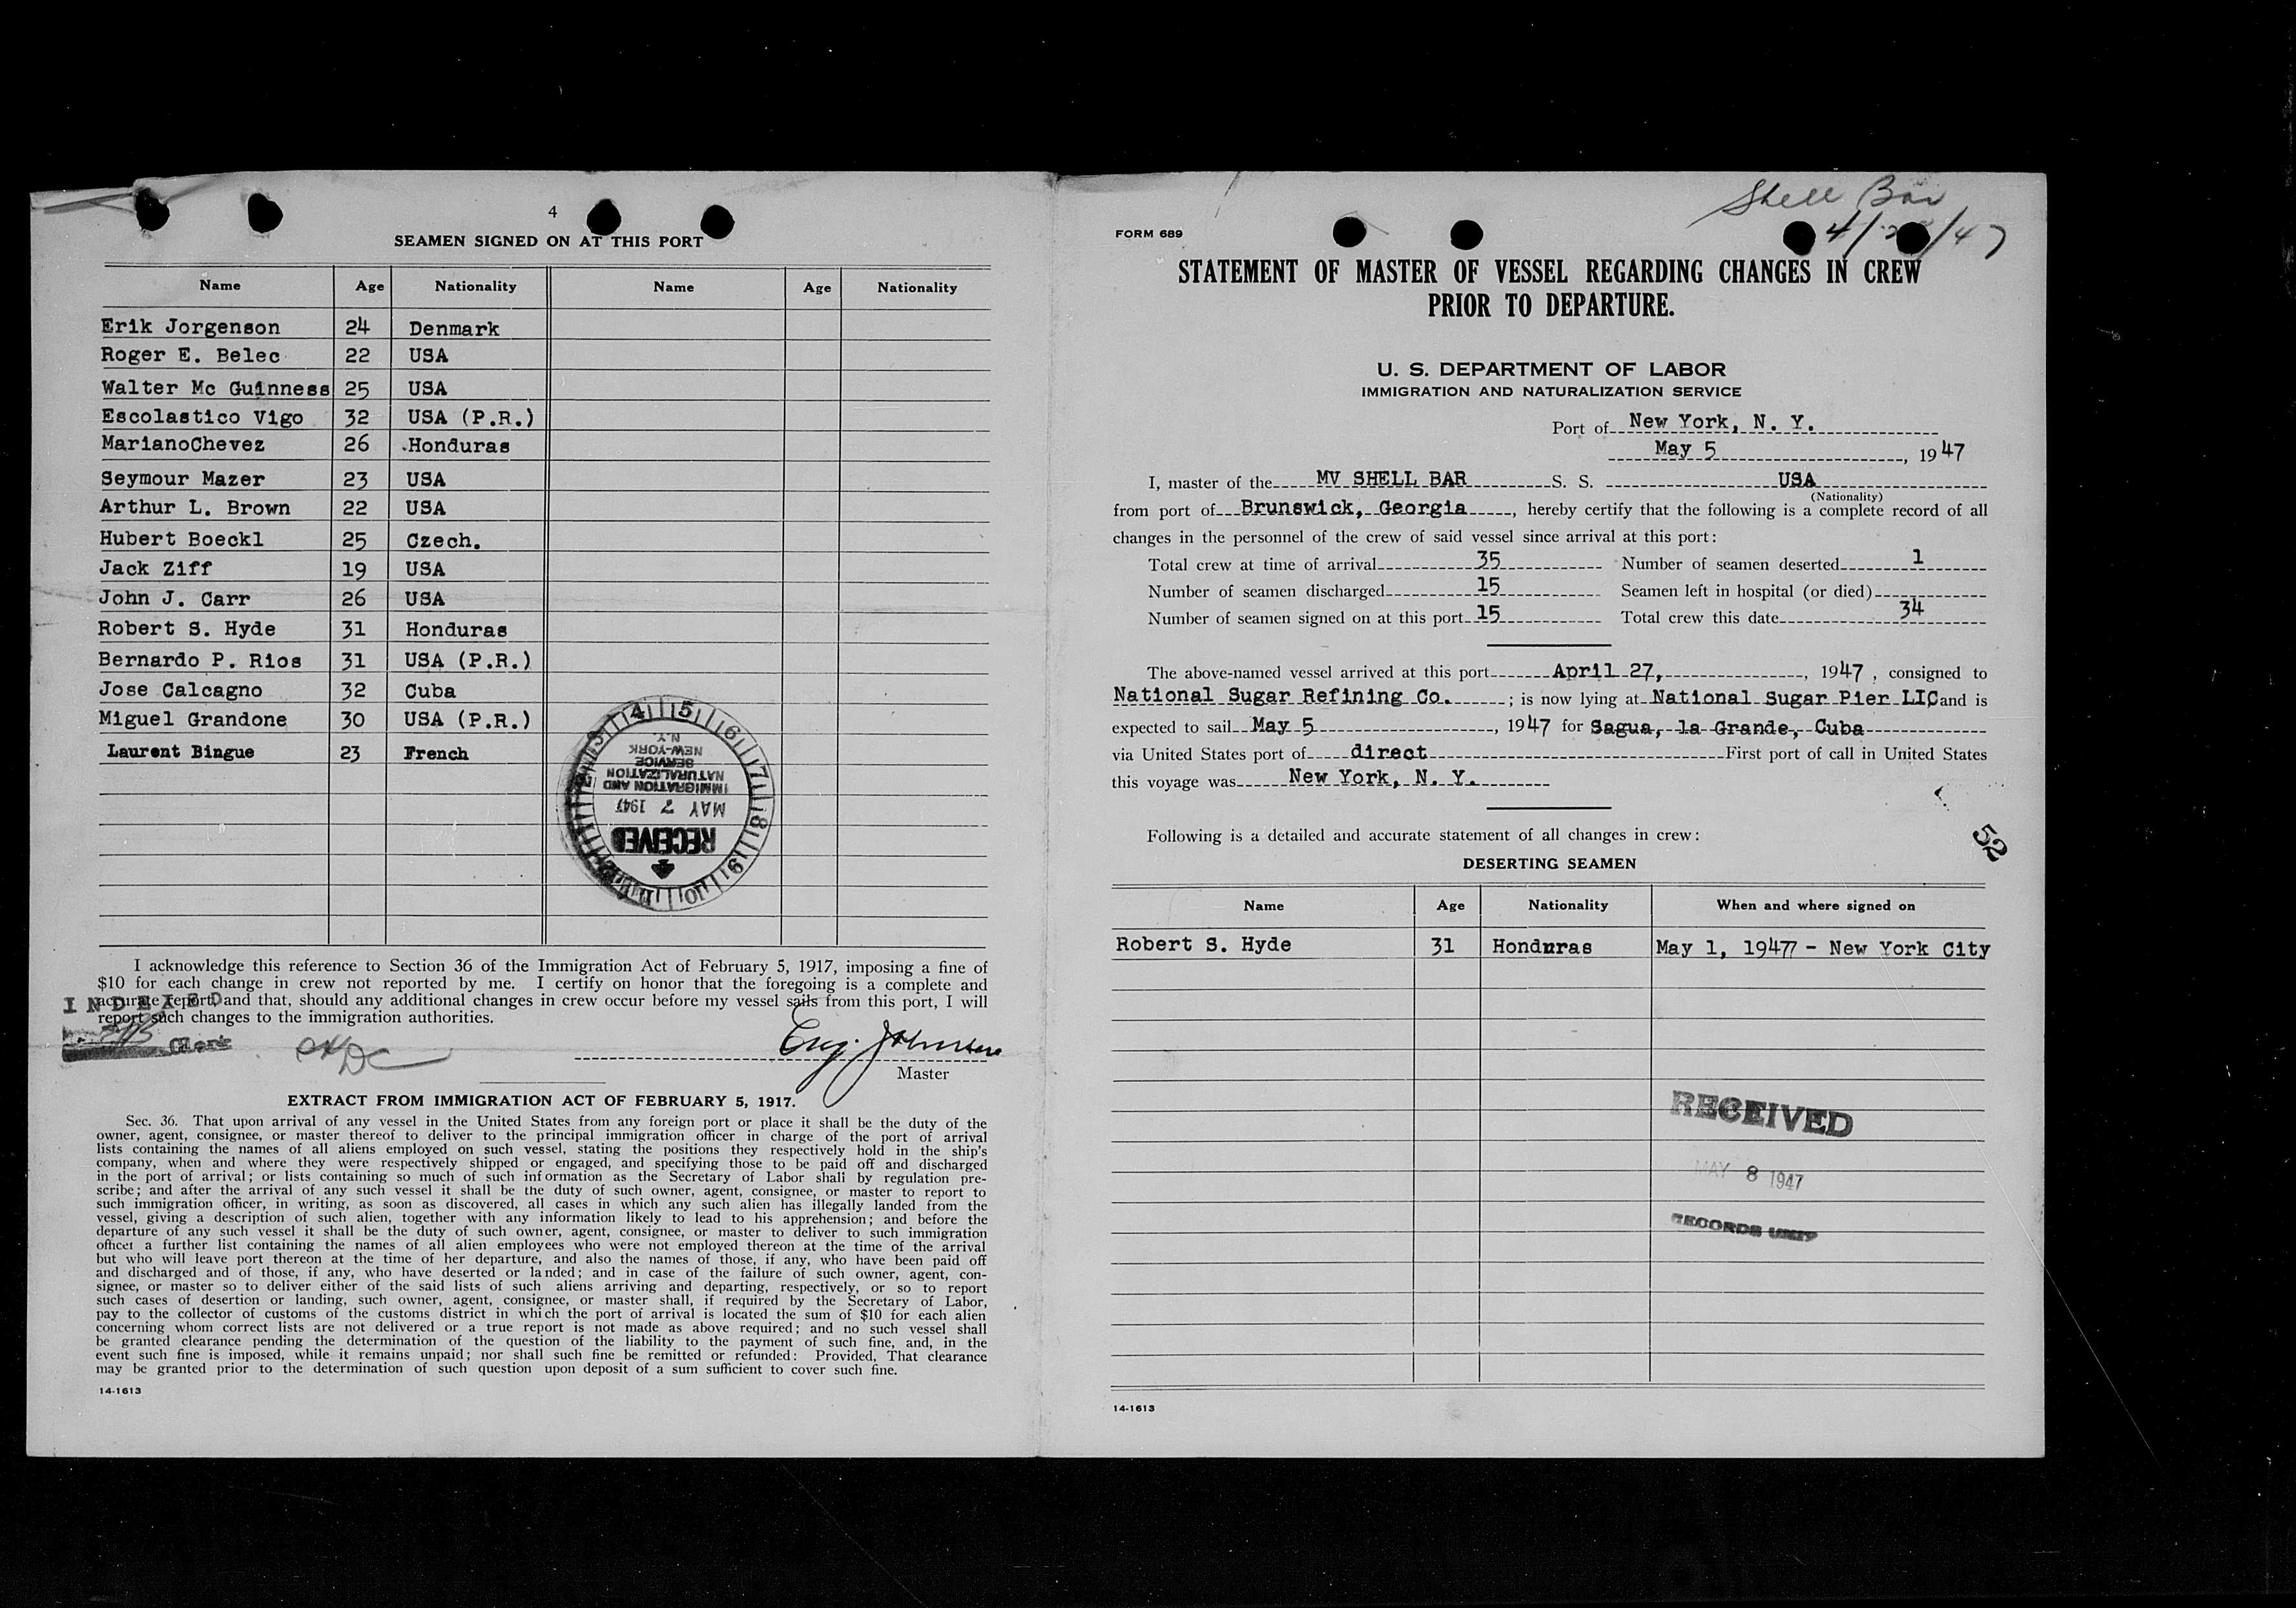 4
SEAMEN SIGNED ON AT THIS PORT
Name Age Nationality Name Age Nationality
Erik Jorgenson 24 Denmark
Roger E. Belec 22 USA
Walter Mc Guinness 25 USA
Escolastico Vigo 32 USA (P.R.)
MarianoChevez 26 Honduras
Seymour Mazer 23 USA
Arthur L. Brown 22 USA
Hubert Boeckl 25 Czech.
Jack Ziff 19 USA
John J. Carr 26 USA
Robert S. Hyde 31 Honduras
Bernardo P. Rios 31 USA (P.R.)
Jose Calcagno 32 Cuba
Miguel Grandone 30 USA (P.R.)
Laurent Bingue 23 French
RECEIVED
MAY 7 1947
IMMIGRATION AND
NATURALIZATION
SERVICE
NEW-YORK
N.Y.
I acknowledge this reference to Section 36 of the Immigration Act of February 5, 1917, imposing a fine of
$10 for each change in crew not reported by me. I certify on honor that the foregoing is a complete and
accurate report, and that, should any additional changes in crew occur before my vessel sails from this port, I will
report such changes to the immigration authorities.
INDEXED
Clerk
Eug. Johnsen
Master
EXTRACT FROM IMMIGRATION ACT OF FEBRUARY 5, 1917.
Sec. 36. That upon arrival of any vessel in the United States from any foreign port or place it shall be the duty of the
owner, agent, consignee, or master thereof to deliver to the principal immigration officer in charge of the port of arrival
lists containing the names of all aliens employed on such vessel, stating the positions they respectively hold in the ship's
company, when and where they were respectively shipped or engaged, and specifying those to be paid off and discharged
in the port of arrival; or lists containing so much of such information as the Secretary of Labor shall by regulation pre-
scribe; and after the arrival of any such vessel it shall be the duty of such owner, agent, consignee, or master to report to
such immigration officer, in writing, as soon as discovered, all cases in which any such alien has illegally landed from the
vessel, giving a description of such alien, together with any information likely to lead to his apprehension; and before the
departure of any such vessel it shall be the duty of such owner, agent, consignee, or master to deliver to such immigration
officer a further list containing the names of all alien employees who were not employed thereon at the time of the arrival
but who will leave port thereon at the time of her departure, and also the names of those, if any, who have been paid off
and discharged and of those, if any, who have deserted or landed; and in case of the failure of such owner, agent, con-
signee, or master so to deliver either of the said lists of such aliens arriving and departing, respectively, or so to report
such cases of desertion or landing, such owner, agent, consignee, or master shall, if required by the Secretary of Labor,
pay to the collector of customs of the customs district in which the port of arrival is located the sum of $10 for each alien
concerning whom correct lists are not delivered or a true report is not made as above required; and no such vessel shall
be granted clearance pending the determination of the question of the liability to the payment of such fine, and, in the
event such fine is imposed, while it remains unpaid; nor shall such fine be remitted or refunded: Provided, That clearance
may be granted prior to the determination of such question upon deposit of a sum sufficient to cover such fine.
14-1613
Shell Bar
FORM 689
STATEMENT OF MASTER OF VESSEL REGARDING CHANGES IN CREW
PRIOR TO DEPARTURE.
U. S. DEPARTMENT OF LABOR
IMMIGRATION AND NATURALIZATION SERVICE
Port of New York, N. Y.
May 5, 1947
I, master of the MV SHELL BAR S. S. USA
(Nationality)
from port of Brunswick, Georgia, hereby certify that the following is a complete record of all
changes in the personnel of the crew of said vessel since arrival at this port:
Total crew at time of arrival 35 Number of seamen deserted 1
Number of seamen discharged 15 Seamen left in hospital (or died)
Number of seamen signed on at this port 15 Total crew this date 34
The above-named vessel arrived at this port April 27, , 1947, consigned to
National Sugar Refining Co. ; is now lying at National Sugar Pier LIC and is
expected to sail May 5, 1947 for Sagua, la Grande, Cuba
via United States port of direct First port of call in United States
this voyage was New York, N. Y.
Following is a detailed and accurate statement of all changes in crew:
52
DESERTING SEAMEN
Name Age Nationality When and where signed on
Robert S. Hyde 31 Honduras May 1, 19477 - New York City
RECEIVED
MAY 8 1947
RECORDS UNIT
14-1613